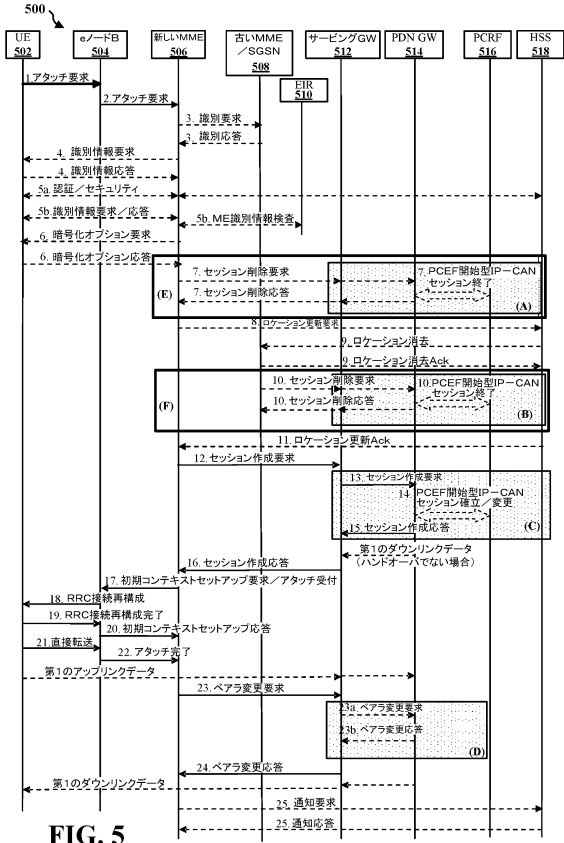 500
UE
502
eノードB
504
新しいMME
506
古いMME
／SGSN
508
EIR
510
サービングGW
512
PDN GW
514
PCRF
516
HSS
518
1.アタッチ要求
2.アタッチ要求
3. 識別要求
3. 識別応答
4. 識別情報要求
4. 識別情報応答
5a. 認証／セキュリティ
5b. 識別情報要求／応答
5b. ME識別情報検査
6. 暗号化オプション要求
6. 暗号化オプション応答
(E)
7. セッション削除要求
7. セッション削除応答
7. PCEF開始型IP－CAN
セッション終了
(A)
8.ロケーション更新要求
9. ロケーション消去
9. ロケーション消去Ack
(F)
10. セッション削除要求
10. セッション削除応答
10.PCEF開始型IP－CAN
セッション終了
(B)
11. ロケーション更新Ack
12. セッション作成要求
13. セッション作成要求
14. PCEF開始型IP－CAN
セッション確立／変更
(C)
15. セッション作成応答
第1のダウンリンクデータ
（ハンドオーバでない場合）
16. セッション作成応答
17. 初期コンテキストセットアップ要求／アタッチ受付
18. RRC接続再構成
19. RRC接続再構成完了
20. 初期コンテキストセットアップ応答
21.直接転送
22. アタッチ完了
第1のアップリンクデータ
23. ベアラ変更要求
23a. ベアラ変更要求
23b. ベアラ変更応答
(D)
24. ベアラ変更応答
第1のダウンリンクデータ
25. 通知要求
25. 通知応答
FIG. 5